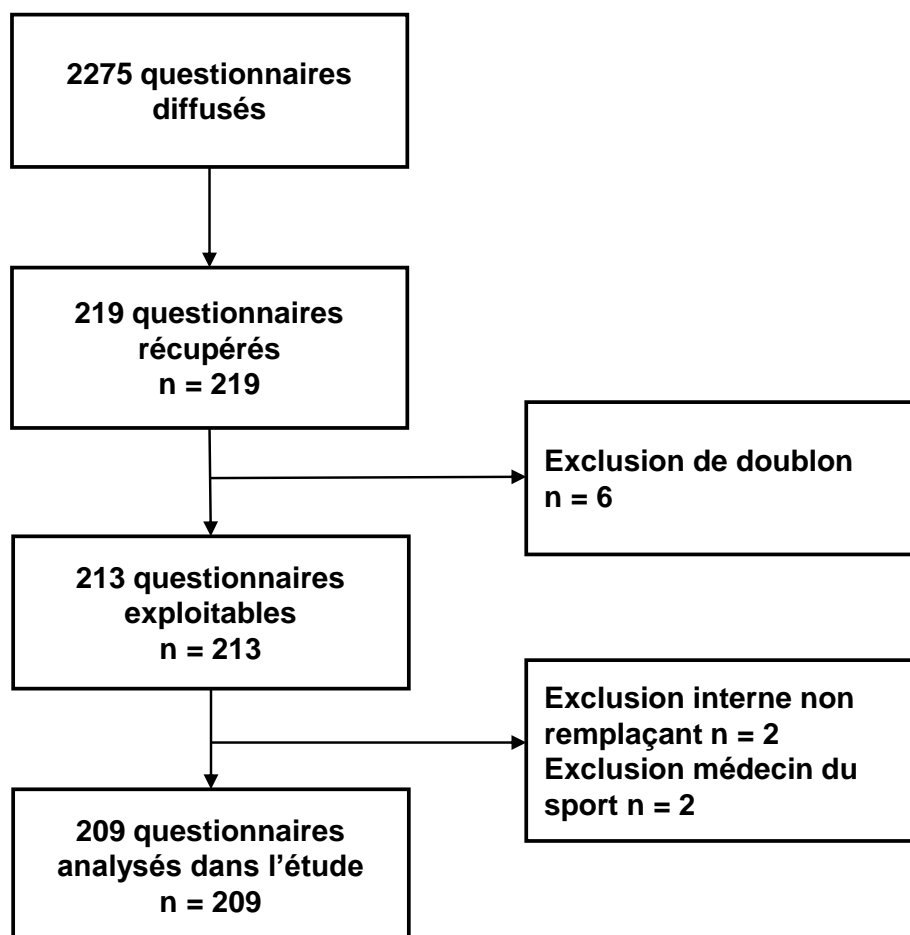 2275 questionnaires
diffusés
219 questionnaires
récupérés
n = 219
Exclusion de doublon
n = 6
213 questionnaires
exploitables
n = 213
Exclusion interne non
remplaçant n = 2
Exclusion médecin du
sport n = 2
209 questionnaires
analysés dans l’étude
n = 209